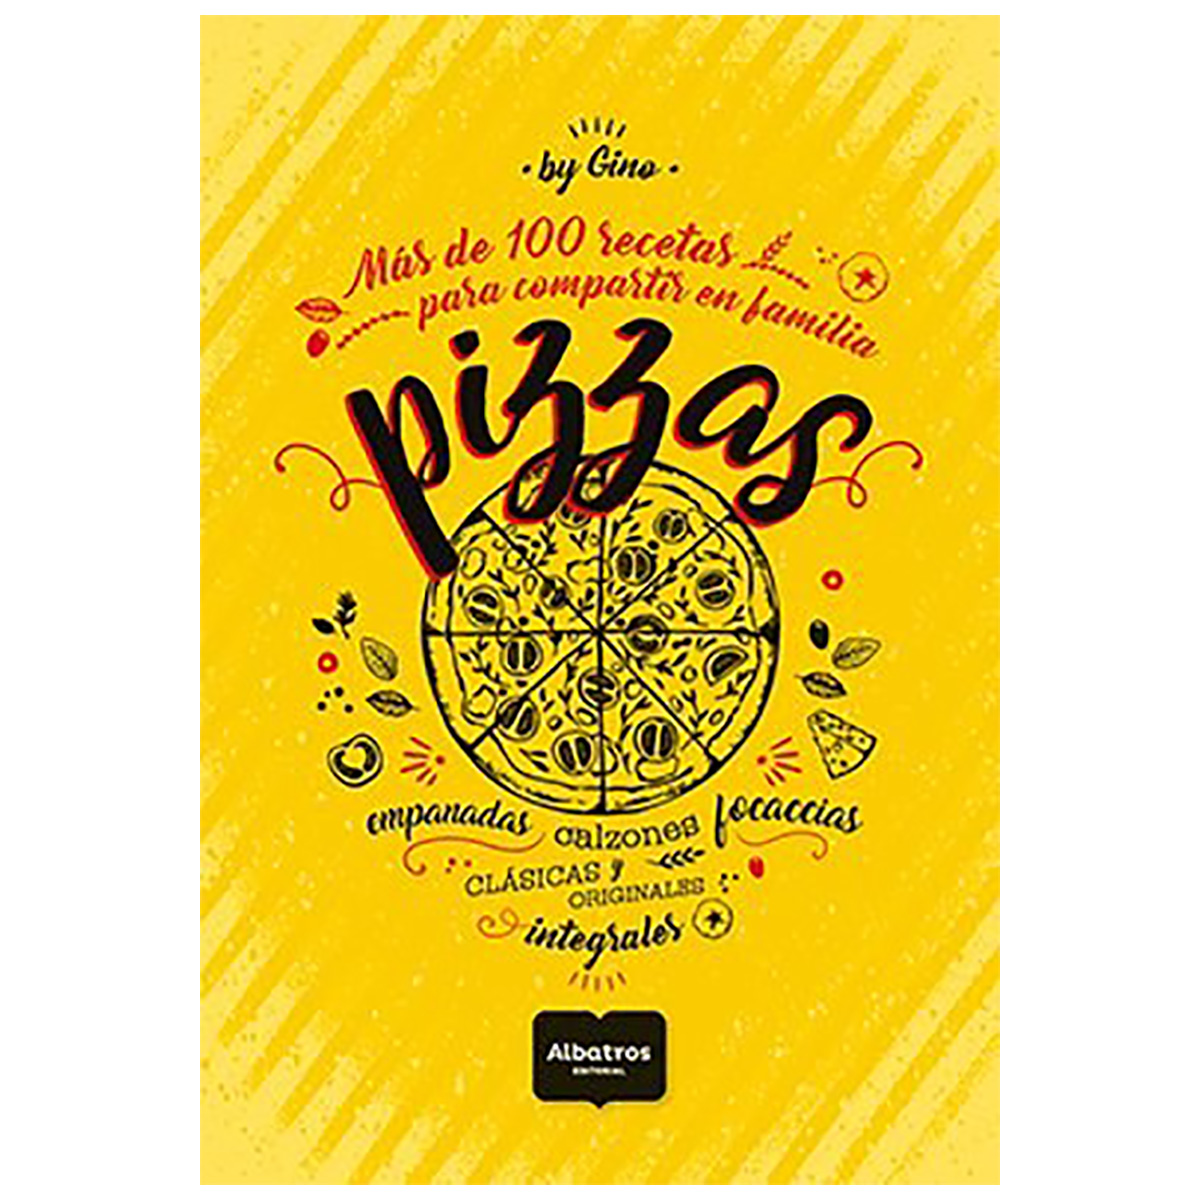 by Gino
Más de 100 recetas
para compartir en familia
pizzas
empanadas calzones focaccias
CLÁSICAS y
ORIGINALES
integrales
Albatros
EDITORIAL